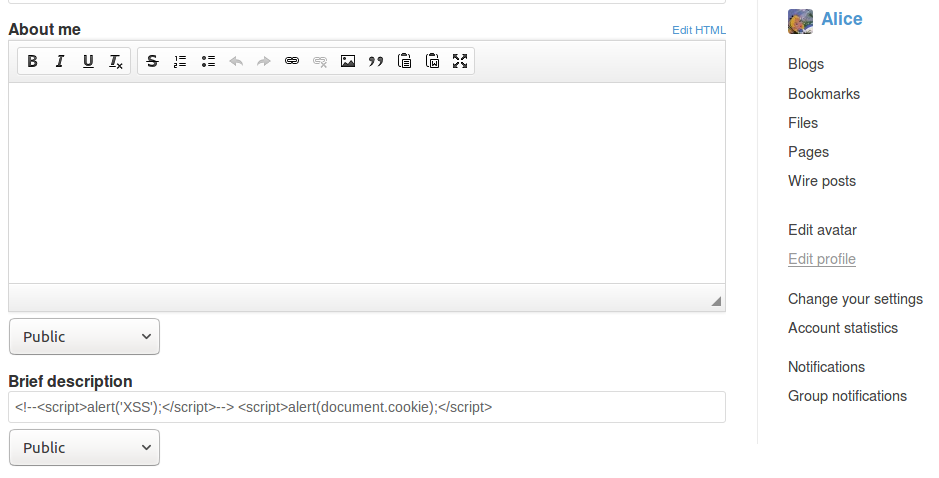 About me
Edit HTML
B I U Tx S
Public
Brief description
<!--<script>alert('XSS');</script>--> <script>alert(document.cookie);</script>
Public
Alice
Blogs
Bookmarks
Files
Pages
Wire posts
Edit avatar
Edit profile
Change your settings
Account statistics
Notifications
Group notifications